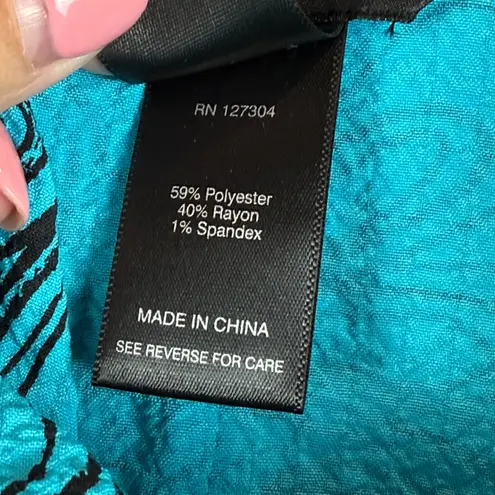 RN 127304
59% Polyester
40% Rayon
1% Spandex
MADE IN CHINA
SEE REVERSE FOR CARE